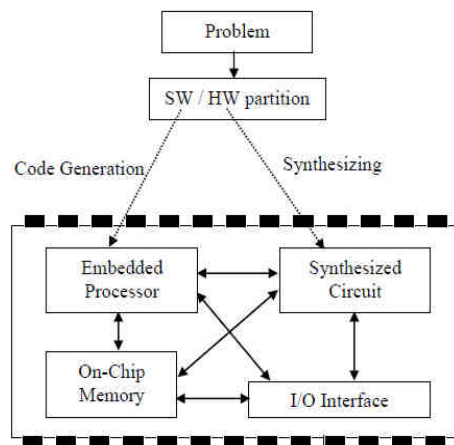 Problem
SW / HW partition
Code Generation
Synthesizing
Embedded
Processor
Synthesized
Circuit
On-Chip
Memory
I/O Interface